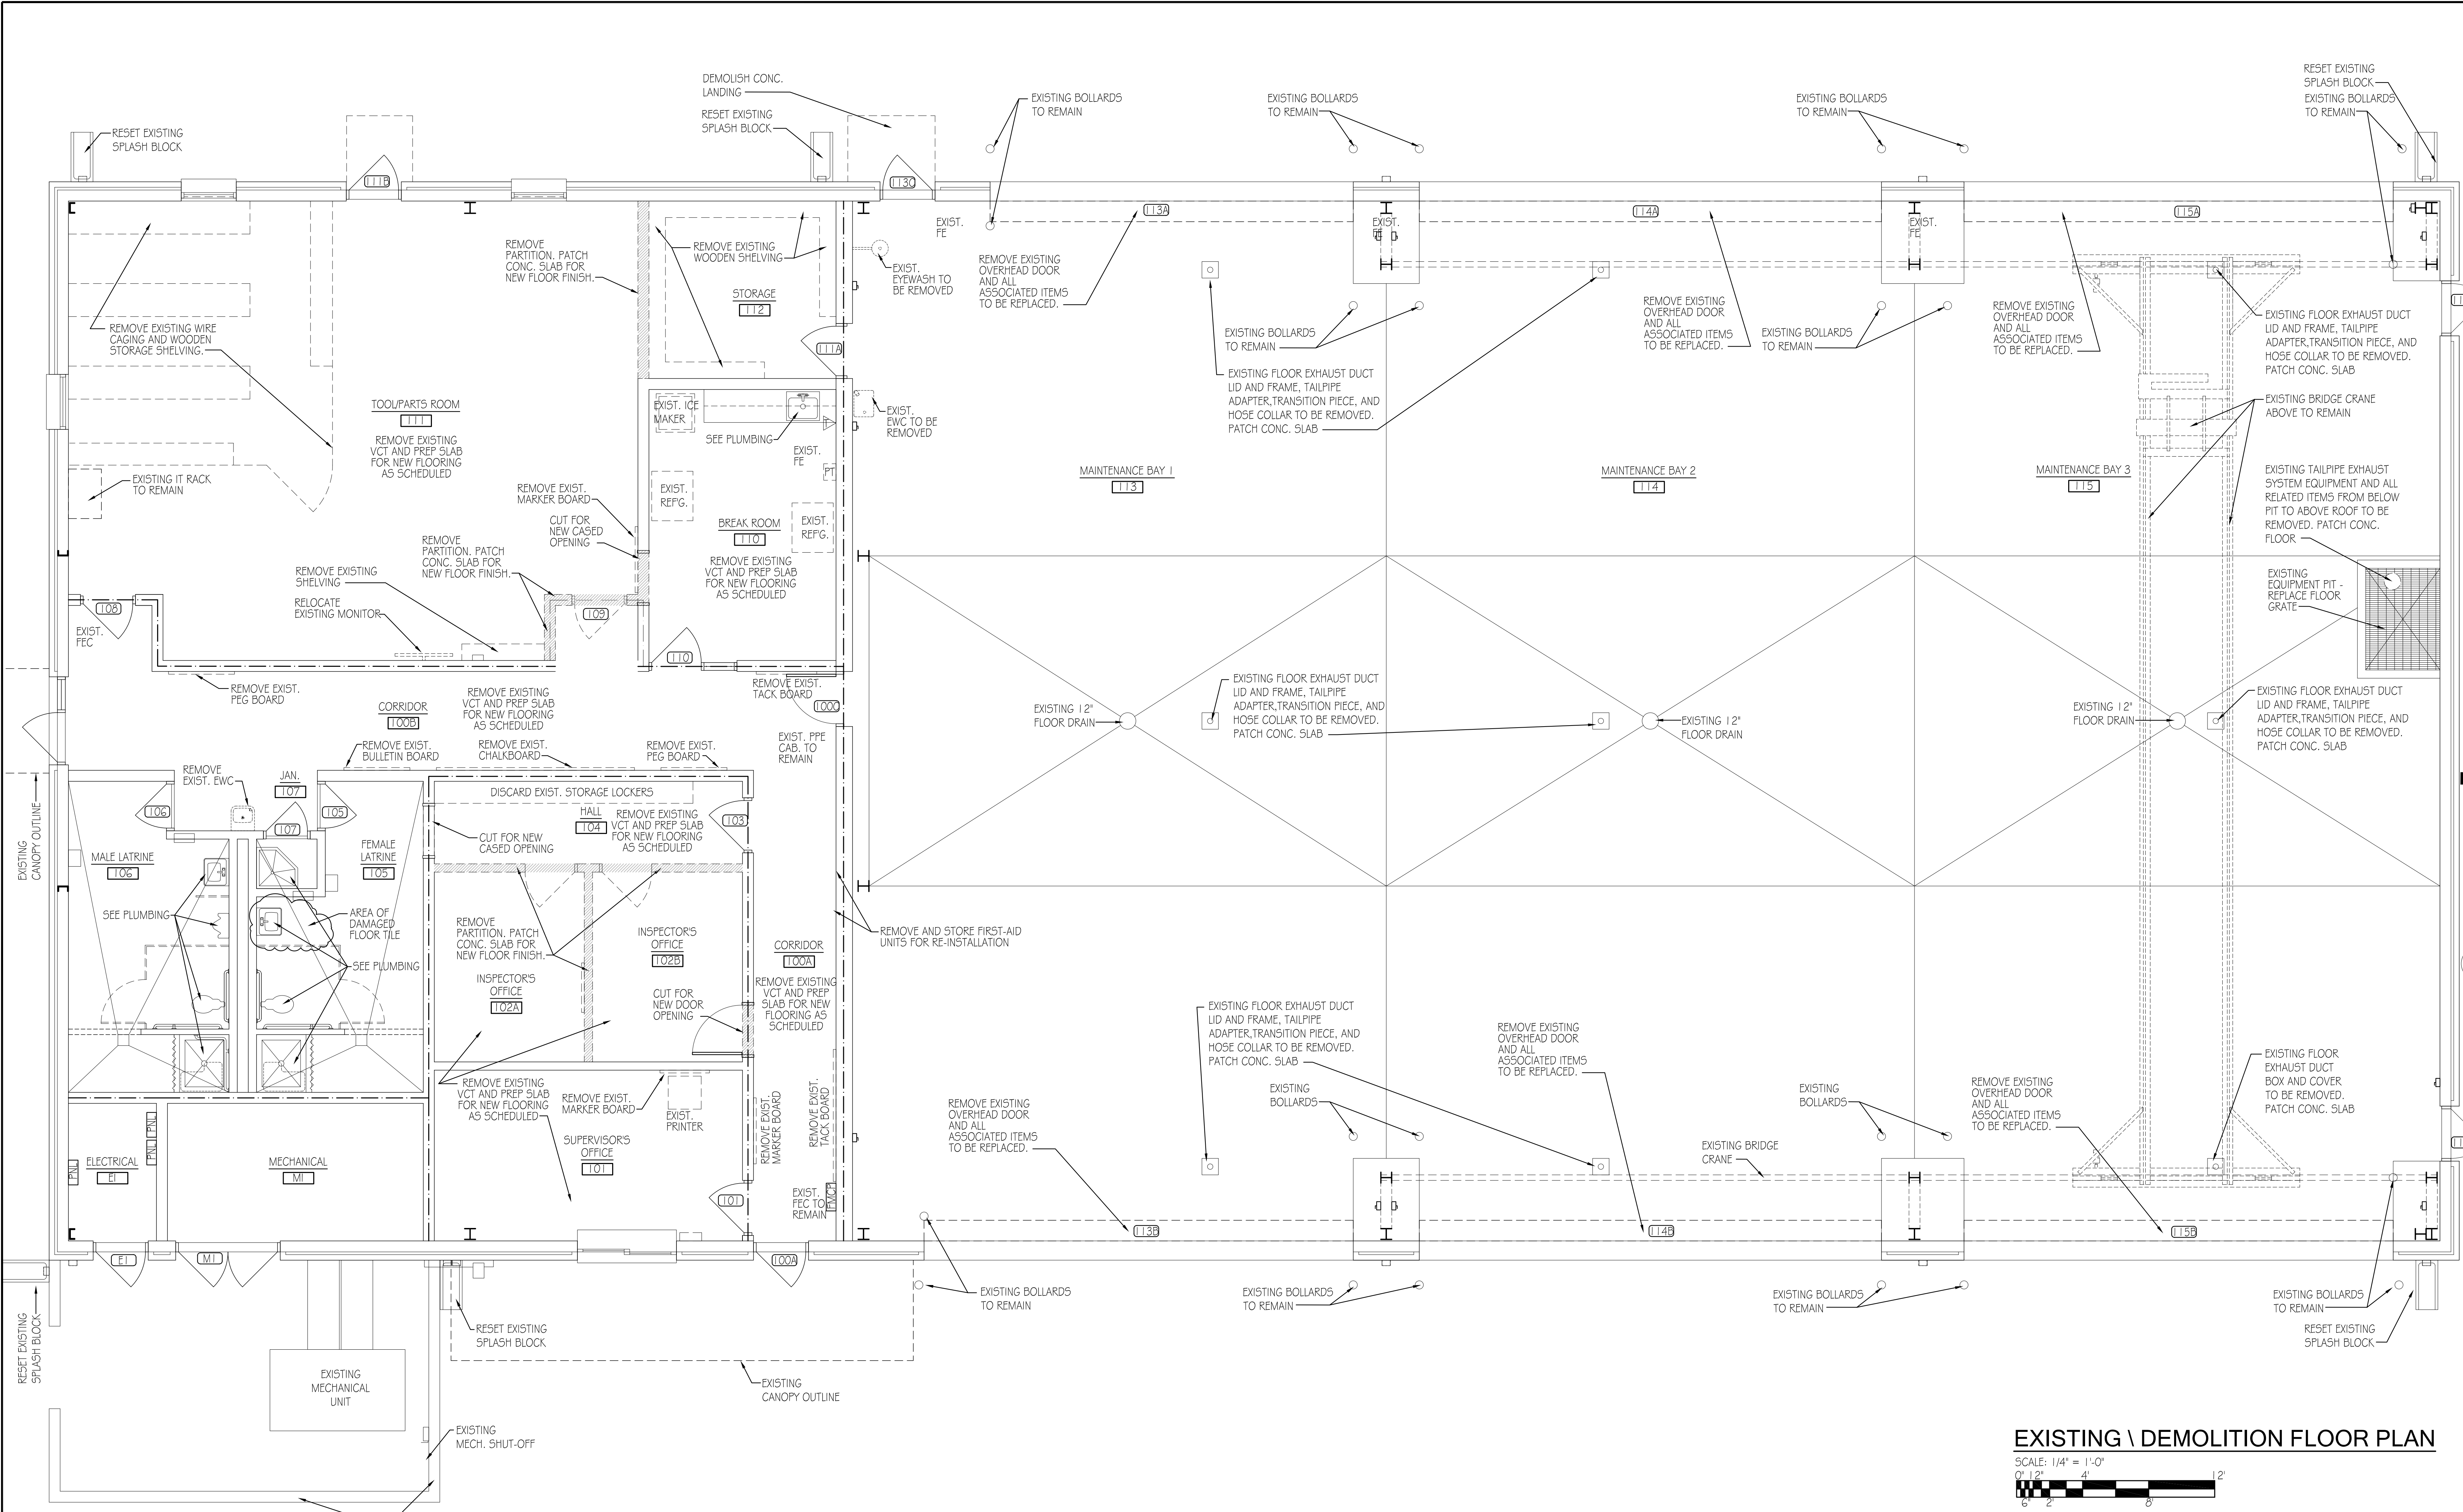 DEMOLISH CONC.
LANDING
RESET EXISTING
SPLASH BLOCK
RESET EXISTING
SPLASH BLOCK
EXISTING BOLLARDS
TO REMAIN
EXISTING BOLLARDS
TO REMAIN
EXISTING BOLLARDS
TO REMAIN
RESET EXISTING
SPLASH BLOCK
EXISTING BOLLARDS
TO REMAIN
111B
113C
113A
114A
115A
EXIST.
FE
EXIST.
FE
EXIST.
FE
REMOVE
PARTITION. PATCH
CONC. SLAB FOR
NEW FLOOR FINISH.
REMOVE EXISTING
WOODEN SHELVING
EXIST.
EYEWASH TO
BE REMOVED
REMOVE EXISTING
OVERHEAD DOOR
AND ALL
ASSOCIATED ITEMS
TO BE REPLACED.
STORAGE
112
REMOVE EXISTING WIRE
CAGING AND WOODEN
STORAGE SHELVING.
111A
EXISTING BOLLARDS
TO REMAIN
REMOVE EXISTING
OVERHEAD DOOR
AND ALL
ASSOCIATED ITEMS
TO BE REPLACED.
EXISTING BOLLARDS
TO REMAIN
REMOVE EXISTING
OVERHEAD DOOR
AND ALL
ASSOCIATED ITEMS
TO BE REPLACED.
EXISTING FLOOR EXHAUST DUCT
LID AND FRAME, TAILPIPE
ADAPTER,TRANSITION PIECE, AND
HOSE COLLAR TO BE REMOVED.
PATCH CONC. SLAB
EXISTING FLOOR EXHAUST DUCT
LID AND FRAME, TAILPIPE
ADAPTER,TRANSITION PIECE, AND
HOSE COLLAR TO BE REMOVED.
PATCH CONC. SLAB
TOOL/PARTS ROOM
111
REMOVE EXISTING
VCT AND PREP SLAB
FOR NEW FLOORING
AS SCHEDULED
EXIST. ICE
MAKER
SEE PLUMBING
EXIST.
EWC TO BE
REMOVED
EXIST.
FE
PT
EXISTING BRIDGE CRANE
ABOVE TO REMAIN
EXISTING IT RACK
TO REMAIN
REMOVE EXIST.
MARKER BOARD
EXIST.
REF'G.
MAINTENANCE BAY 1
113
MAINTENANCE BAY 2
114
MAINTENANCE BAY 3
115
EXISTING TAILPIPE EXHAUST
SYSTEM EQUIPMENT AND ALL
RELATED ITEMS FROM BELOW
PIT TO ABOVE ROOF TO BE
REMOVED. PATCH CONC.
FLOOR
CUT FOR
NEW CASED
OPENING
BREAK ROOM
110
EXIST.
REF'G.
REMOVE EXISTING
VCT AND PREP SLAB
FOR NEW FLOORING
AS SCHEDULED
REMOVE
PARTITION. PATCH
CONC. SLAB FOR
NEW FLOOR FINISH.
REMOVE EXISTING
SHELVING
RELOCATE
EXISTING MONITOR
EXISTING
EQUIPMENT PIT -
REPLACE FLOOR
GRATE
108
109
110
EXIST.
FEC
REMOVE EXIST.
PEG BOARD
CORRIDOR
100B
REMOVE EXISTING
VCT AND PREP SLAB
FOR NEW FLOORING
AS SCHEDULED
REMOVE EXIST.
TACK BOARD
100C
EXISTING 12"
FLOOR DRAIN
EXISTING FLOOR EXHAUST DUCT
LID AND FRAME, TAILPIPE
ADAPTER,TRANSITION PIECE, AND
HOSE COLLAR TO BE REMOVED.
PATCH CONC. SLAB
EXISTING 12"
FLOOR DRAIN
EXISTING 12"
FLOOR DRAIN
EXISTING FLOOR EXHAUST DUCT
LID AND FRAME, TAILPIPE
ADAPTER,TRANSITION PIECE, AND
HOSE COLLAR TO BE REMOVED.
PATCH CONC. SLAB
REMOVE EXIST.
BULLETIN BOARD
REMOVE EXIST.
CHALKBOARD
REMOVE EXIST.
PEG BOARD
EXIST. PPE
CAB. TO
REMAIN
REMOVE
EXIST. EWC
JAN.
107
106
107
105
EXISTING
CANOPY OUTLINE
DISCARD EXIST. STORAGE LOCKERS
HALL
104
REMOVE EXISTING
VCT AND PREP SLAB
FOR NEW FLOORING
AS SCHEDULED
103
CUT FOR NEW
CASED OPENING
MALE LATRINE
106
FEMALE
LATRINE
105
SEE PLUMBING
AREA OF
DAMAGED
FLOOR TILE
SEE PLUMBING
REMOVE
PARTITION. PATCH
CONC. SLAB FOR
NEW FLOOR FINISH.
INSPECTOR'S
OFFICE
102B
INSPECTOR'S
OFFICE
102A
CUT FOR
NEW DOOR
OPENING
CORRIDOR
100A
REMOVE EXISTING
VCT AND PREP
SLAB FOR NEW
FLOORING AS
SCHEDULED
REMOVE AND STORE FIRST-AID
UNITS FOR RE-INSTALLATION
EXISTING FLOOR EXHAUST DUCT
LID AND FRAME, TAILPIPE
ADAPTER,TRANSITION PIECE, AND
HOSE COLLAR TO BE REMOVED.
PATCH CONC. SLAB
REMOVE EXISTING
OVERHEAD DOOR
AND ALL
ASSOCIATED ITEMS
TO BE REPLACED.
EXISTING FLOOR
EXHAUST DUCT
BOX AND COVER
TO BE REMOVED.
PATCH CONC. SLAB
REMOVE EXISTING
VCT AND PREP SLAB
FOR NEW FLOORING
AS SCHEDULED
REMOVE EXIST.
MARKER BOARD
EXIST.
PRINTER
REMOVE EXIST.
MARKER BOARD
REMOVE EXIST.
TACK BOARD
REMOVE EXISTING
OVERHEAD DOOR
AND ALL
ASSOCIATED ITEMS
TO BE REPLACED.
EXISTING
BOLLARDS
EXISTING
BOLLARDS
REMOVE EXISTING
OVERHEAD DOOR
AND ALL
ASSOCIATED ITEMS
TO BE REPLACED.
EXISTING BRIDGE
CRANE
PNL
PNL
PNL
ELECTRICAL
E1
MECHANICAL
M1
SUPERVISOR'S
OFFICE
101
101
EXIST.
FEC TO
REMAIN
FMCP
E1
M1
100A
113B
114B
115B
RESET EXISTING
SPLASH BLOCK
EXISTING BOLLARDS
TO REMAIN
EXISTING BOLLARDS
TO REMAIN
EXISTING BOLLARDS
TO REMAIN
EXISTING BOLLARDS
TO REMAIN
RESET EXISTING
SPLASH BLOCK
RESET EXISTING
SPLASH BLOCK
EXISTING
MECHANICAL
UNIT
EXISTING
CANOPY OUTLINE
EXISTING
MECH. SHUT-OFF
EXISTING \ DEMOLITION FLOOR PLAN
SCALE: 1/4" = 1'-0"
0" 12" 4' 12'
6" 2' 8'